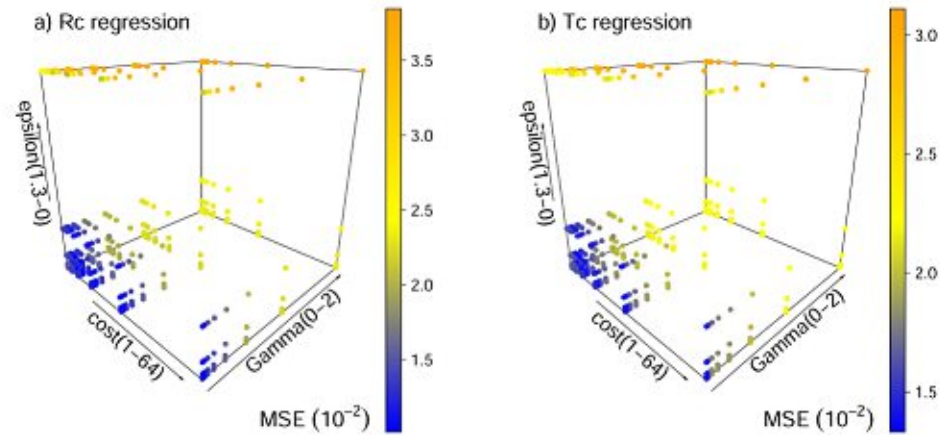 a) Rc regression
epsilon(1.3−0)
cost(1−64)
Gamma(0−2)
3.5
3.0
2.5
2.0
1.5
MSE (10⁻²)
b) Tc regression
epsilon(1.3−0)
cost(1−64)
Gamma(0−2)
3.0
2.5
2.0
1.5
MSE (10⁻²)